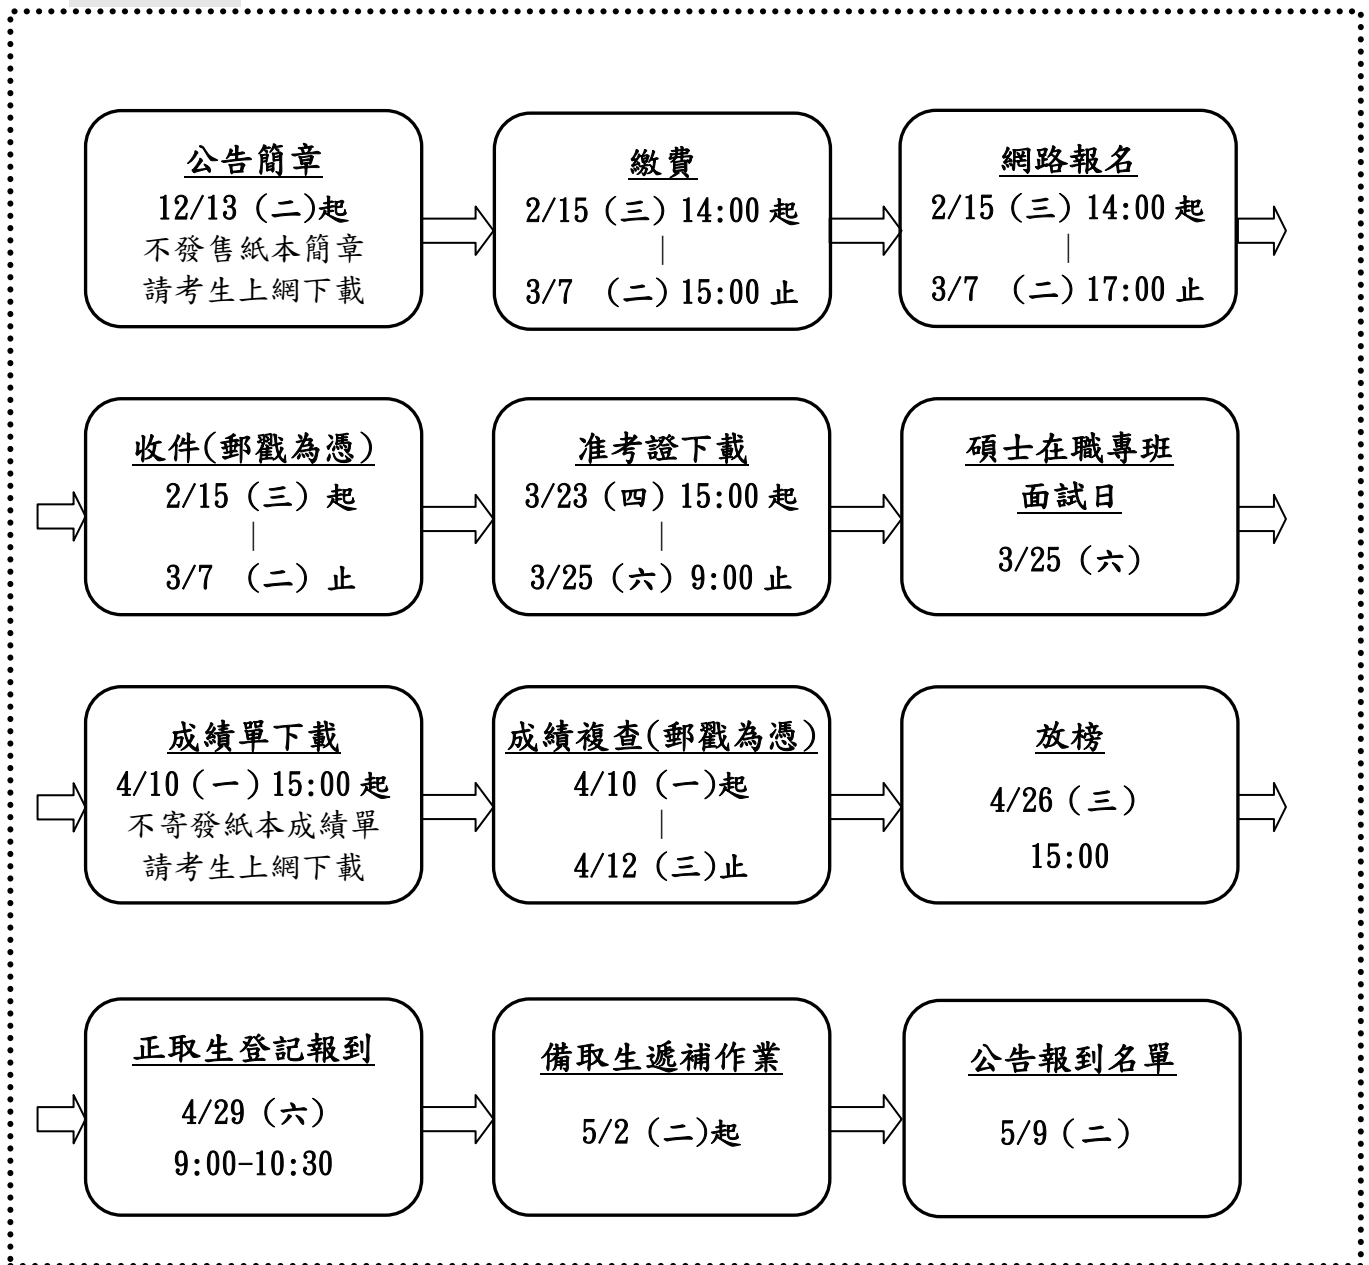 公告簡章
12/13（二)起
不發售紙本簡章
請考生上網下載
繳費
2/15（三）14:00 起
|
3/7 （二）15:00 止
網路報名
2/15（三）14:00 起
|
3/7 （二）17:00 止
收件(郵戳為憑)
2/15（三）起
|
3/7 （二）止
准考證下載
3/23（四）15:00 起
|
3/25（六）9:00 止
碩士在職專班
面試日
3/25（六）
成績單下載
4/10（一）15:00 起
不寄發紙本成績單
請考生上網下載
成績複查(郵戳為憑)
4/10（一)起
|
4/12（三)止
放榜
4/26（三）
15:00
正取生登記報到
4/29（六）
9:00-10:30
備取生遞補作業
5/2（二)起
公告報到名單
5/9（二）